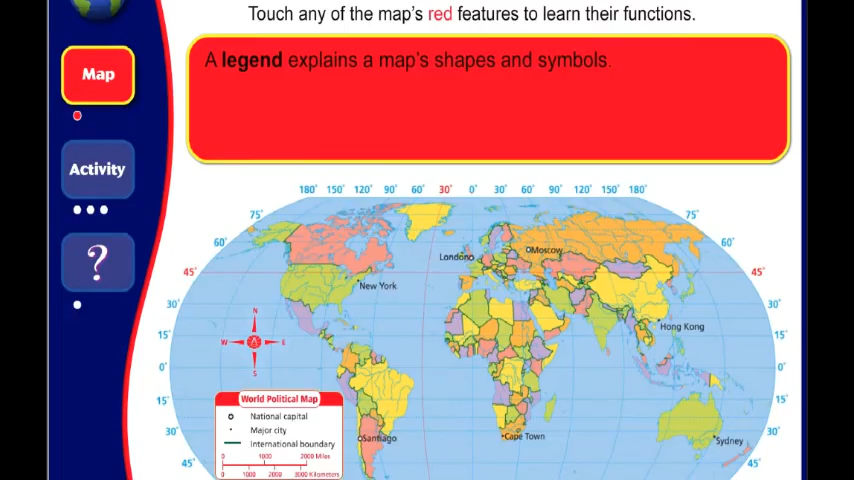 Touch any of the map's red features to learn their functions.
A legend explains a map's shapes and symbols.
Map
Activity
?
180° 150° 120° 90° 60° 30° 0° 30° 60° 90° 120° 150° 180°
75° 75°
60° 60°
Moscow
London
45° 45°
New York
30° 30°
Hong Kong
N
15° 15°
W E
S
0° 0°
World Political Map
15° 15°
National capital
Major city
30° 30°
Santiago
Cape Town
Sydney
International boundary
0 1000 2000 Miles
45° 45°
0 1000 2000 3000 Kilometers